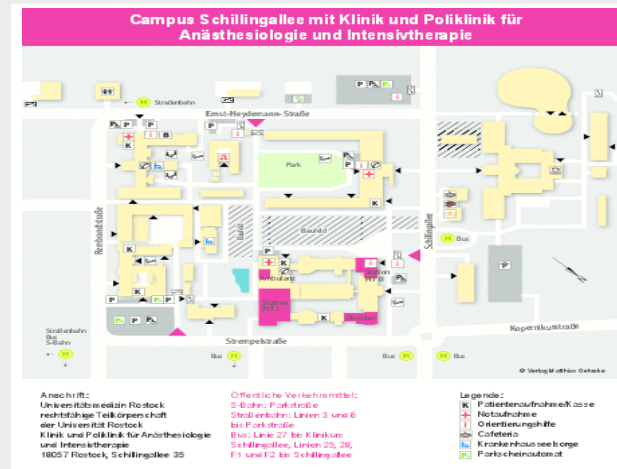 Campus Schillingallee mit Klinik und Poliklinik für
Anästhesiologie und Intensivtherapie
Straßenbahn
Ernst-Heydemann-Straße
Park
Rembrandtstraße
Baufeld
Schillingallee
Bus
Ambulanz
Station
Station
Straßenbahn
Bus
S-Bahn
Strempelstraße
Kopernikusstraße
Bus
Bus
© Verlag Matthias Oehmke
Anschrift:
Universitätsmedizin Rostock
rechtsfähige Teilkörperschaft
der Universität Rostock
Klinik und Poliklinik für Anästhesiologie
und Intensivtherapie
18057 Rostock, Schillingallee 35
Öffentliche Verkehrsmittel:
S-Bahn: Parkstraße
Straßenbahn: Linien 3 und 6
bis Parkstraße
Bus: Linie 27 bis Klinikum
Schillingallee, Linien 25, 28,
F1 und F2 bis Schillingallee
Legende:
K Patientenaufnahme/Kasse
Notaufnahme
i Orientierungshilfe
Cafeteria
Krankenhausseelsorge
Parkscheinautomat